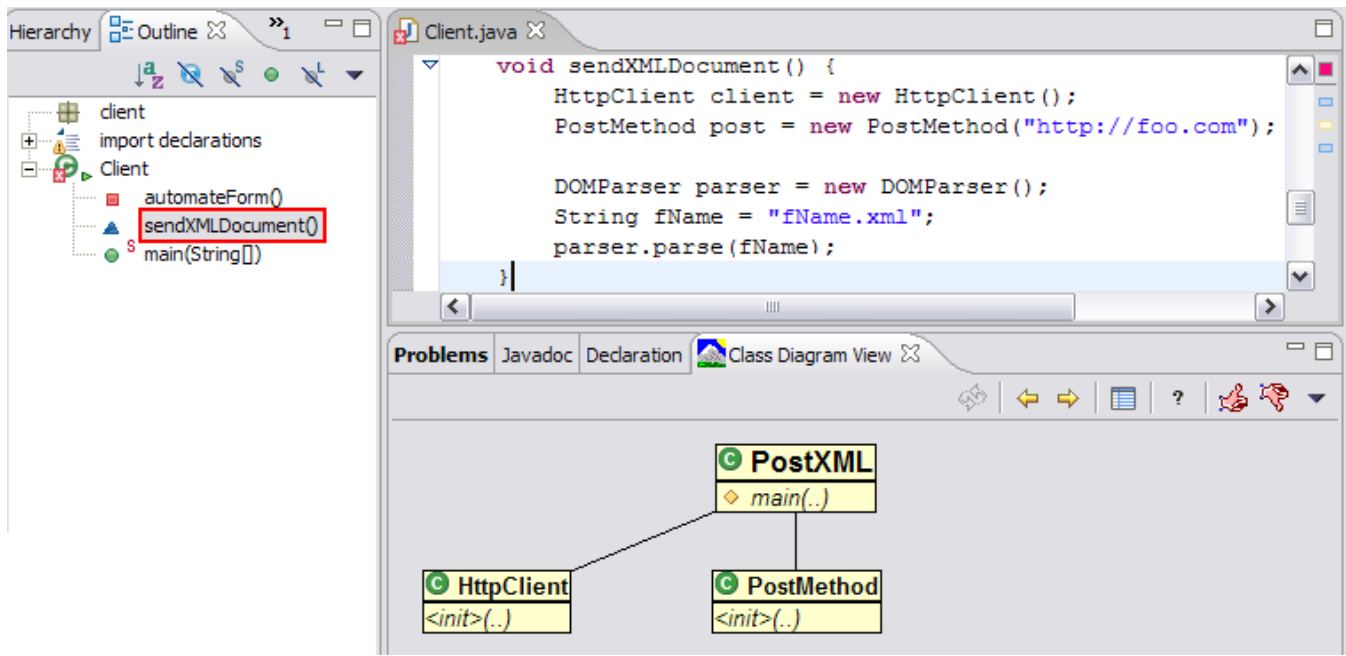 Hierarchy Outline »1
client
import declarations
Client
automateForm()
sendXMLDocument()
S main(String[])
Client.java
void sendXMLDocument() {
HttpClient client = new HttpClient();
PostMethod post = new PostMethod("http://foo.com");
DOMParser parser = new DOMParser();
String fName = "fName.xml";
parser.parse(fName);
}
Problems Javadoc Declaration Class Diagram View
?
C PostXML
main(..)
C HttpClient
<init>(..)
C PostMethod
<init>(..)